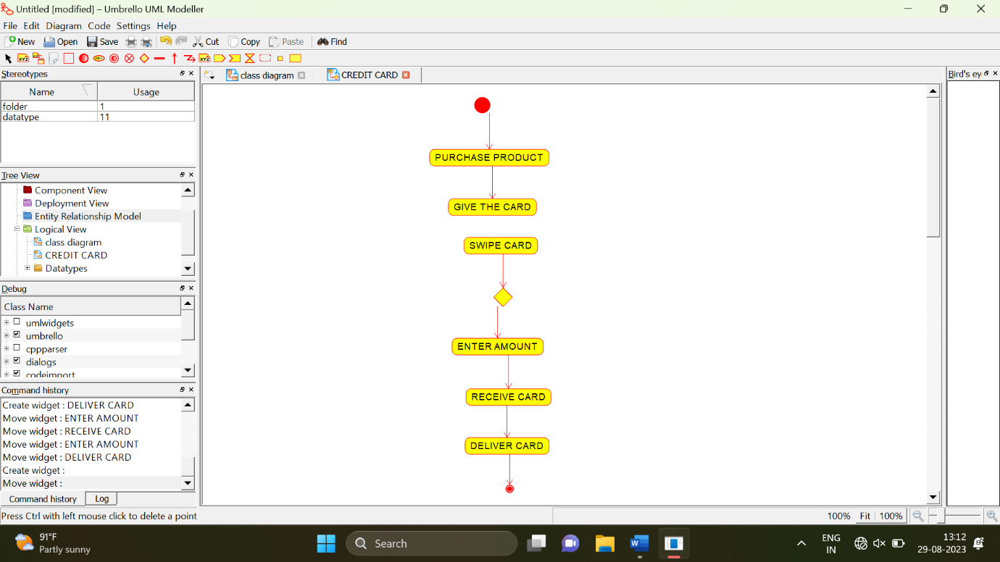 Untitled [modified] – Umbrello UML Modeller
File Edit Diagram Code Settings Help
New Open Save Cut Copy Paste Find
XYZ ABC XYZ
Stereotypes
Name Usage
folder 1
datatype 11
Tree View
Component View
Deployment View
Entity Relationship Model
Logical View
class diagram
CREDIT CARD
Datatypes
Debug
Class Name
umlwidgets
umbrello
cppparser
dialogs
codeimport
Command history
Create widget : DELIVER CARD
Move widget : ENTER AMOUNT
Move widget : RECEIVE CARD
Move widget : ENTER AMOUNT
Move widget : DELIVER CARD
Create widget :
Move widget :
Command history Log
class diagram CREDIT CARD
PURCHASE PRODUCT
GIVE THE CARD
SWIPE CARD
ENTER AMOUNT
RECEIVE CARD
DELIVER CARD
Bird's ey
Press Ctrl with left mouse click to delete a point
100% Fit 100%
91°F
Partly sunny
Search
ENG
IN
13:12
29-08-2023